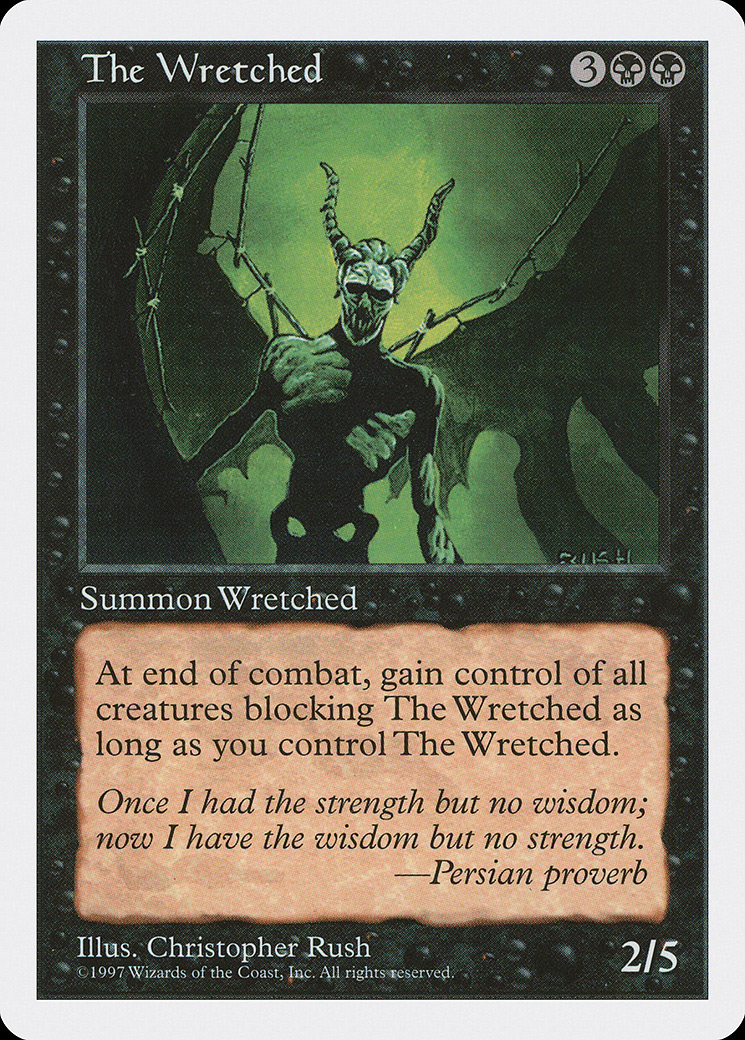 The Wretched 3
RUSH
Summon Wretched
At end of combat, gain control of all
creatures blocking The Wretched as
long as you control The Wretched.
Once I had the strength but no wisdom;
now I have the wisdom but no strength.
—Persian proverb
Illus. Christopher Rush
©1997 Wizards of the Coast, Inc. All rights reserved.
2/5